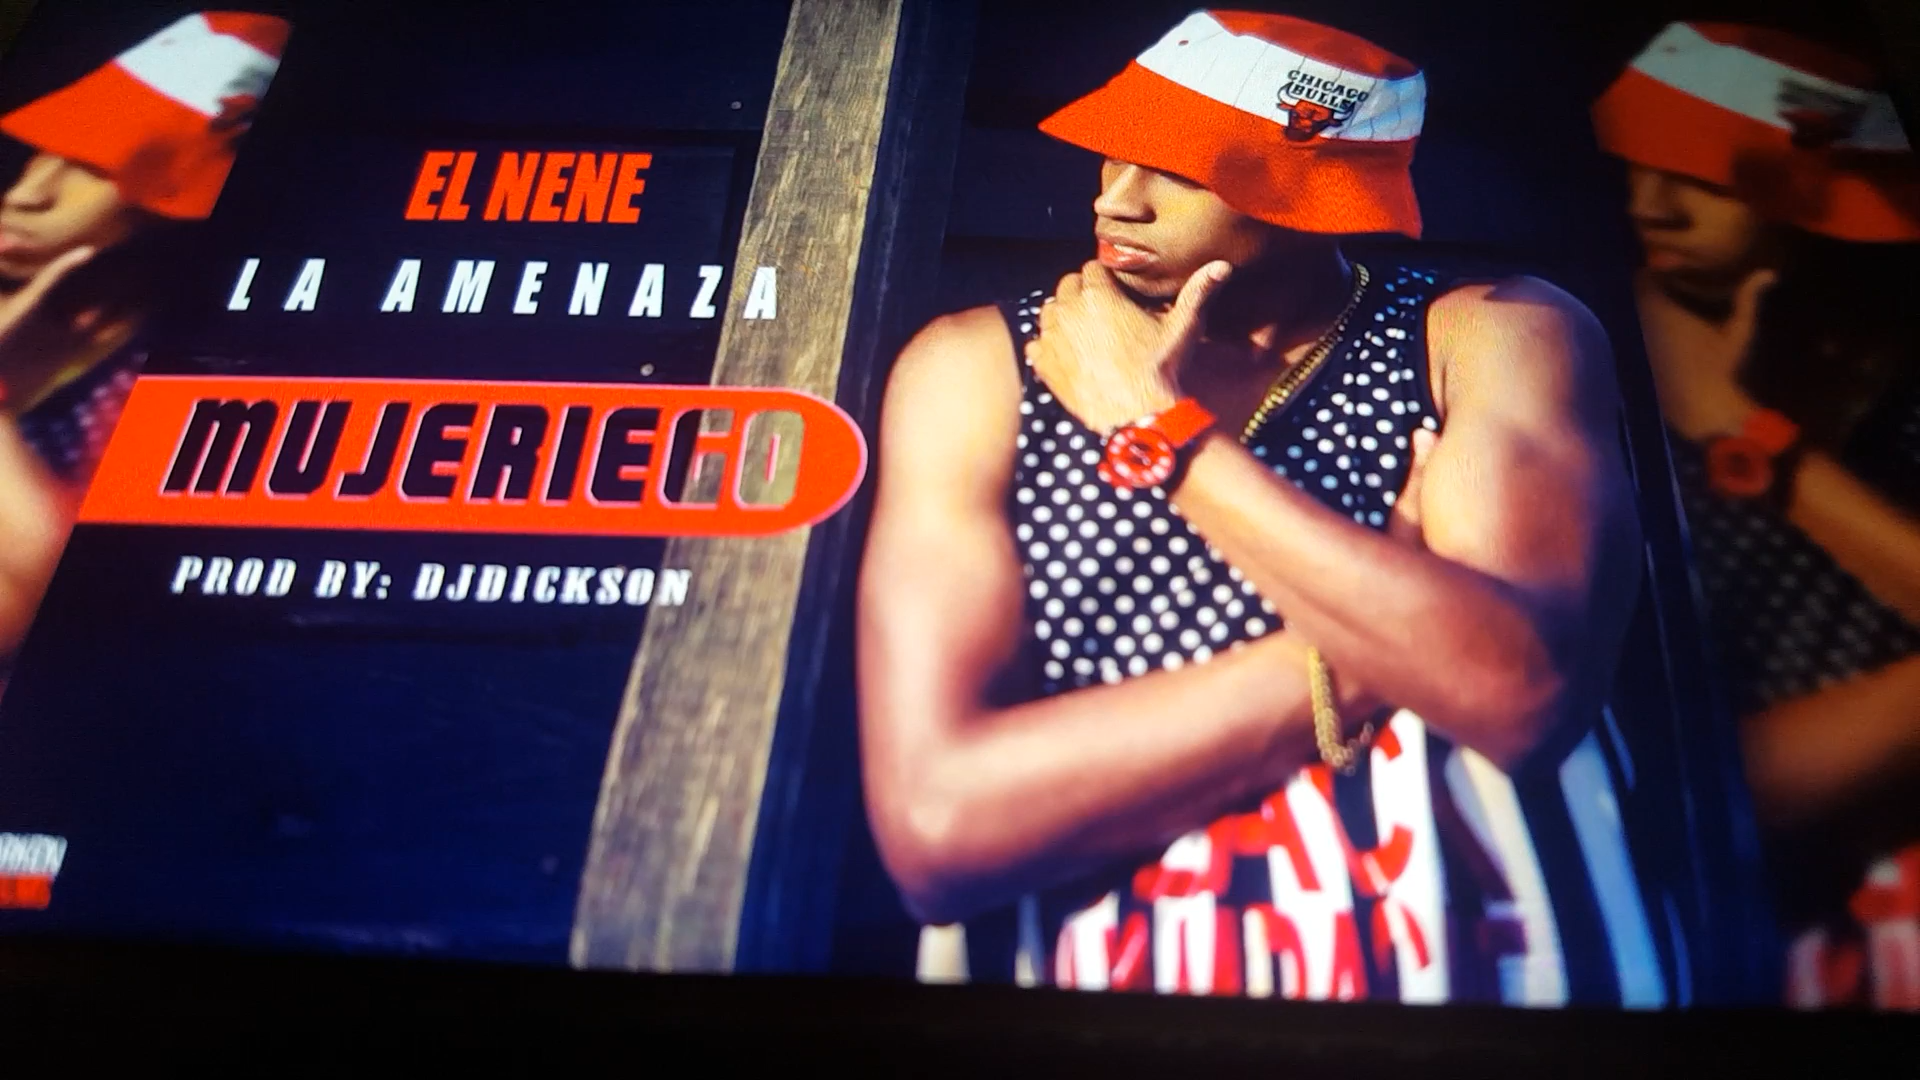 EL NENE
LA AMENAZA
MUJERIEGO
PROD BY: DJDICKSON
CHICAGO
BULLS